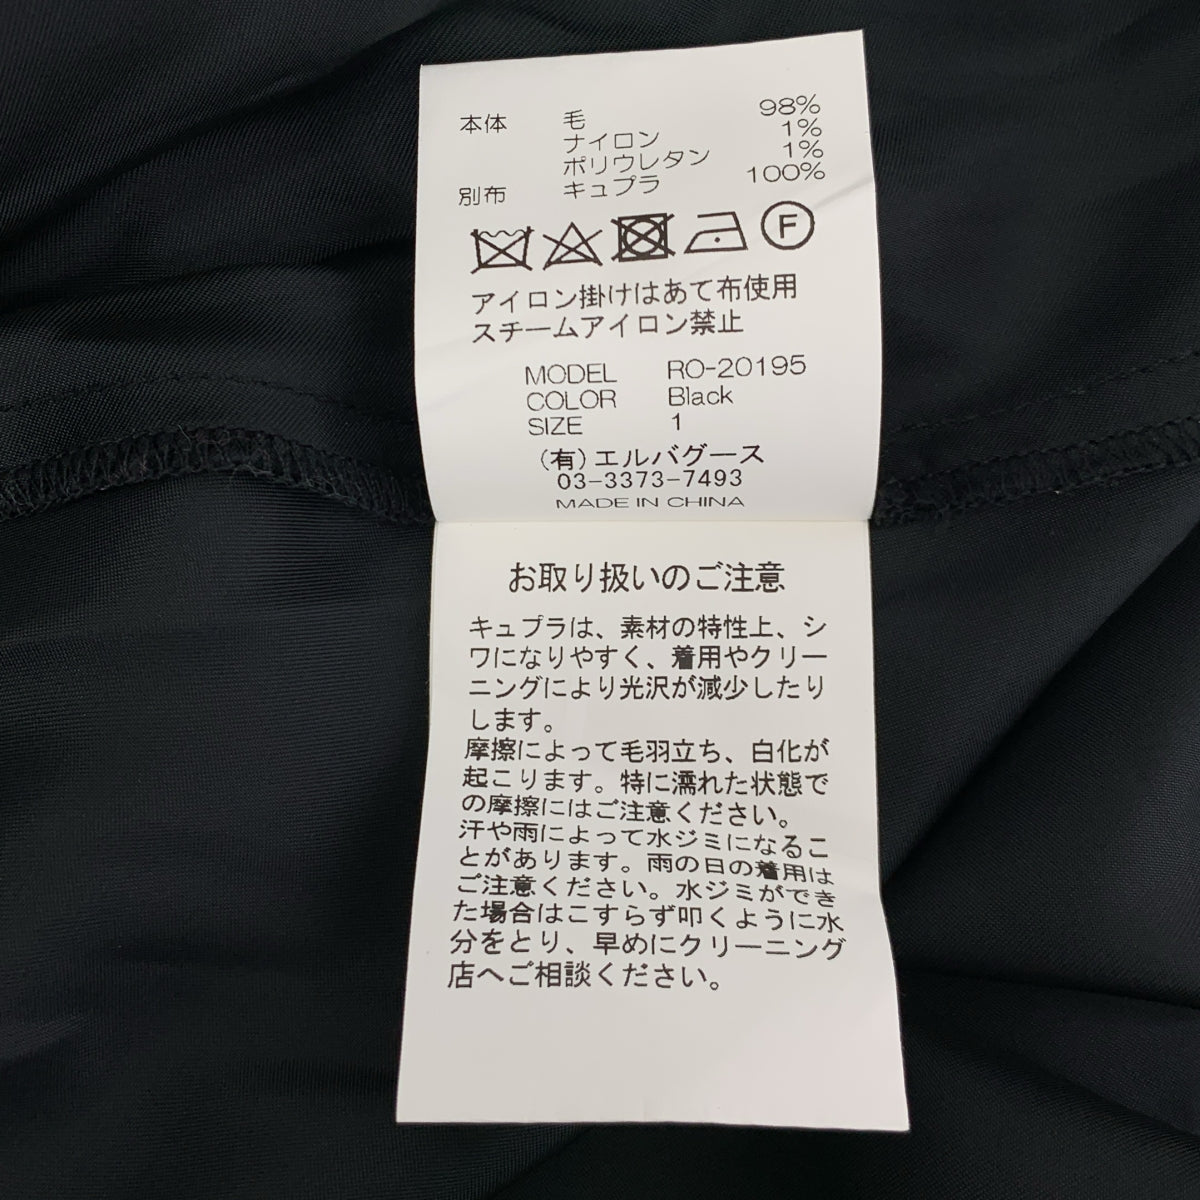 本体 毛 98%
ナイロン 1%
ポリウレタン 1%
別布 キュプラ 100%
F
アイロン掛けはあて布使用
スチームアイロン禁止
MODEL RO-20195
COLOR Black
SIZE 1
(有)エルバグース
03-3373-7493
MADE IN CHINA
お取り扱いのご注意
キュプラは、素材の特性上、シ
ワになりやすく、着用やクリー
ニングにより光沢が減少したり
します。
摩擦によって毛羽立ち、白化が
起こります。特に濡れた状態で
の摩擦にはご注意ください。
汗や雨によって水ジミになるこ
とがあります。雨の日の着用は
ご注意ください。水ジミができ
た場合はこすらず叩くように水
分をとり、早めにクリーニング
店へご相談ください。